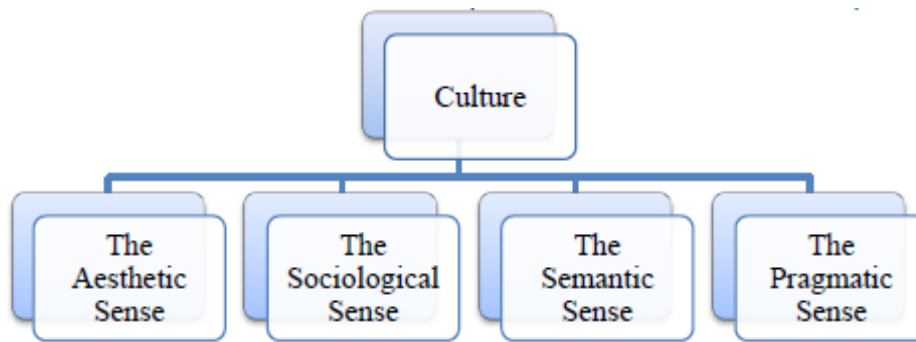 Culture
The
Aesthetic
Sense
The
Sociological
Sense
The
Semantic
Sense
The
Pragmatic
Sense